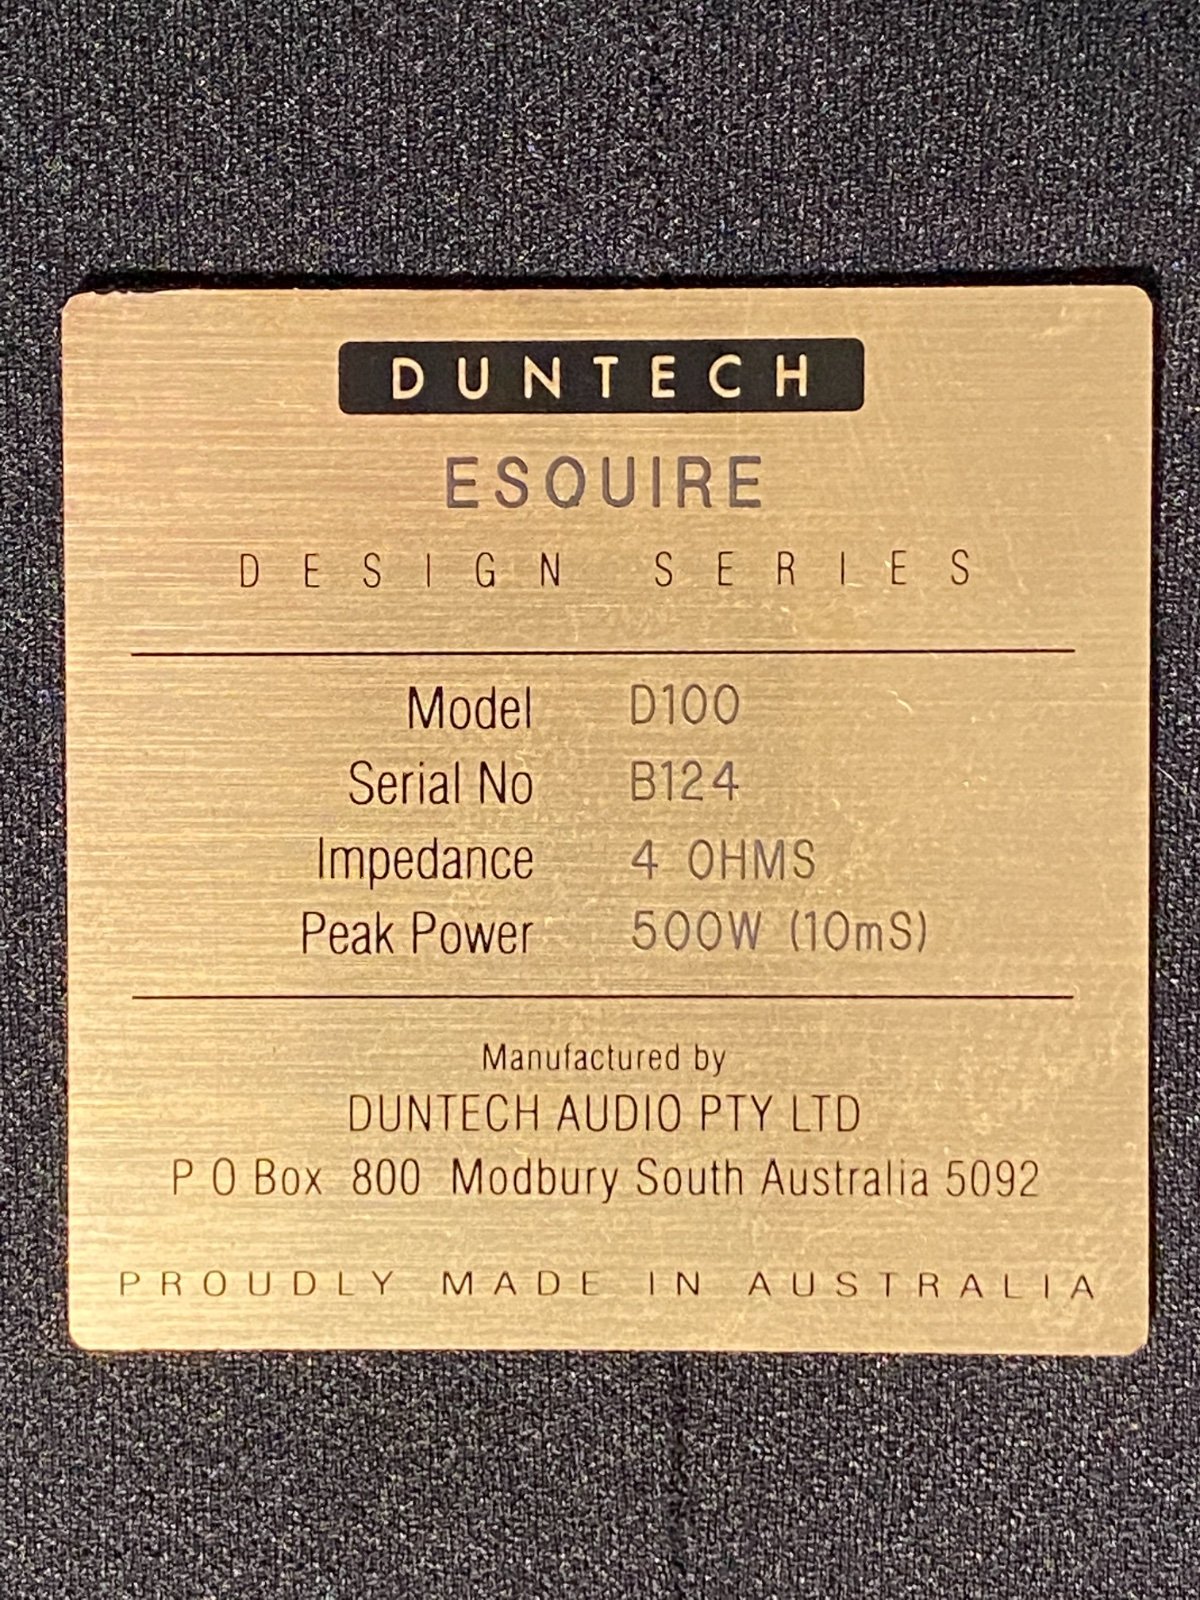 DUNTECH
ESQUIRE
DESIGN SERIES
Model D100
Serial No B124
Impedance 4 OHMS
Peak Power 500W (10mS)
Manufactured by
DUNTECH AUDIO PTY LTD
P O Box 800 Modbury South Australia 5092
PROUDLY MADE IN AUSTRALIA